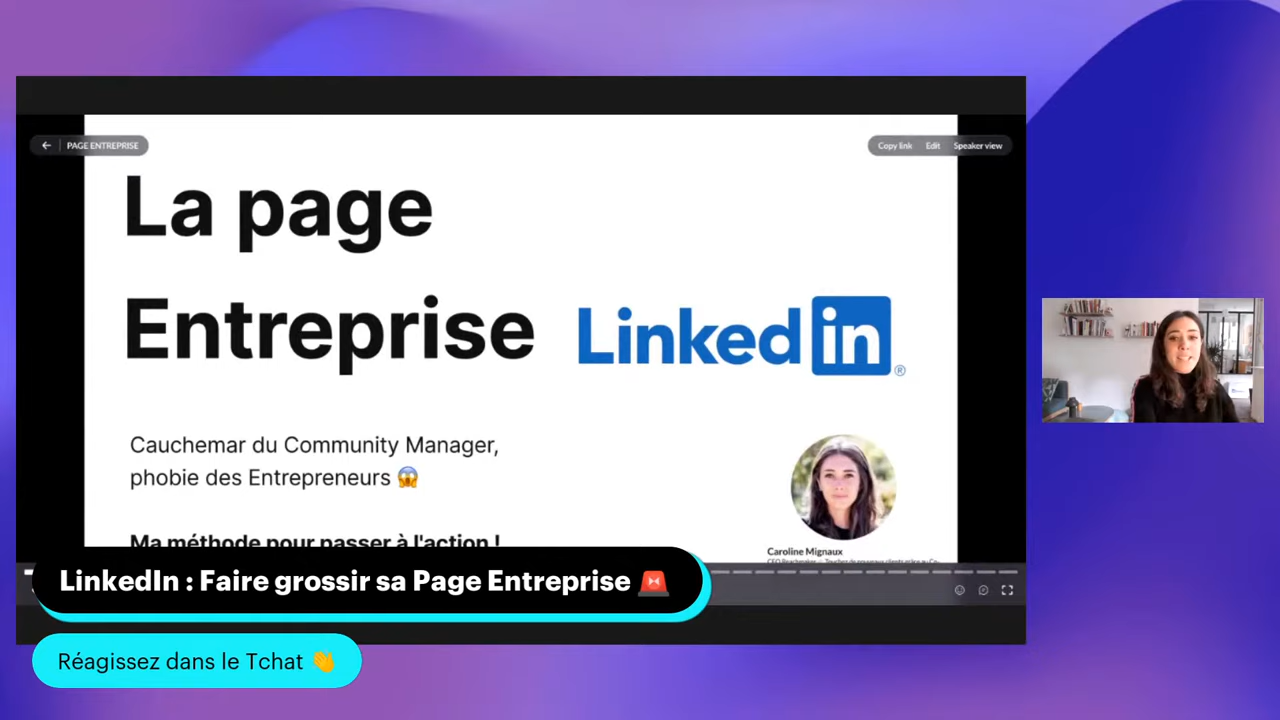 PAGE ENTREPRISE
Copy link Edit Speaker view
La page
Entreprise
LinkedIn®
Cauchemar du Community Manager,
phobie des Entrepreneurs 😱
Ma méthode pour passer à l'action !
Caroline Mignaux
LinkedIn : Faire grossir sa Page Entreprise 🚨
Réagissez dans le Tchat 👏